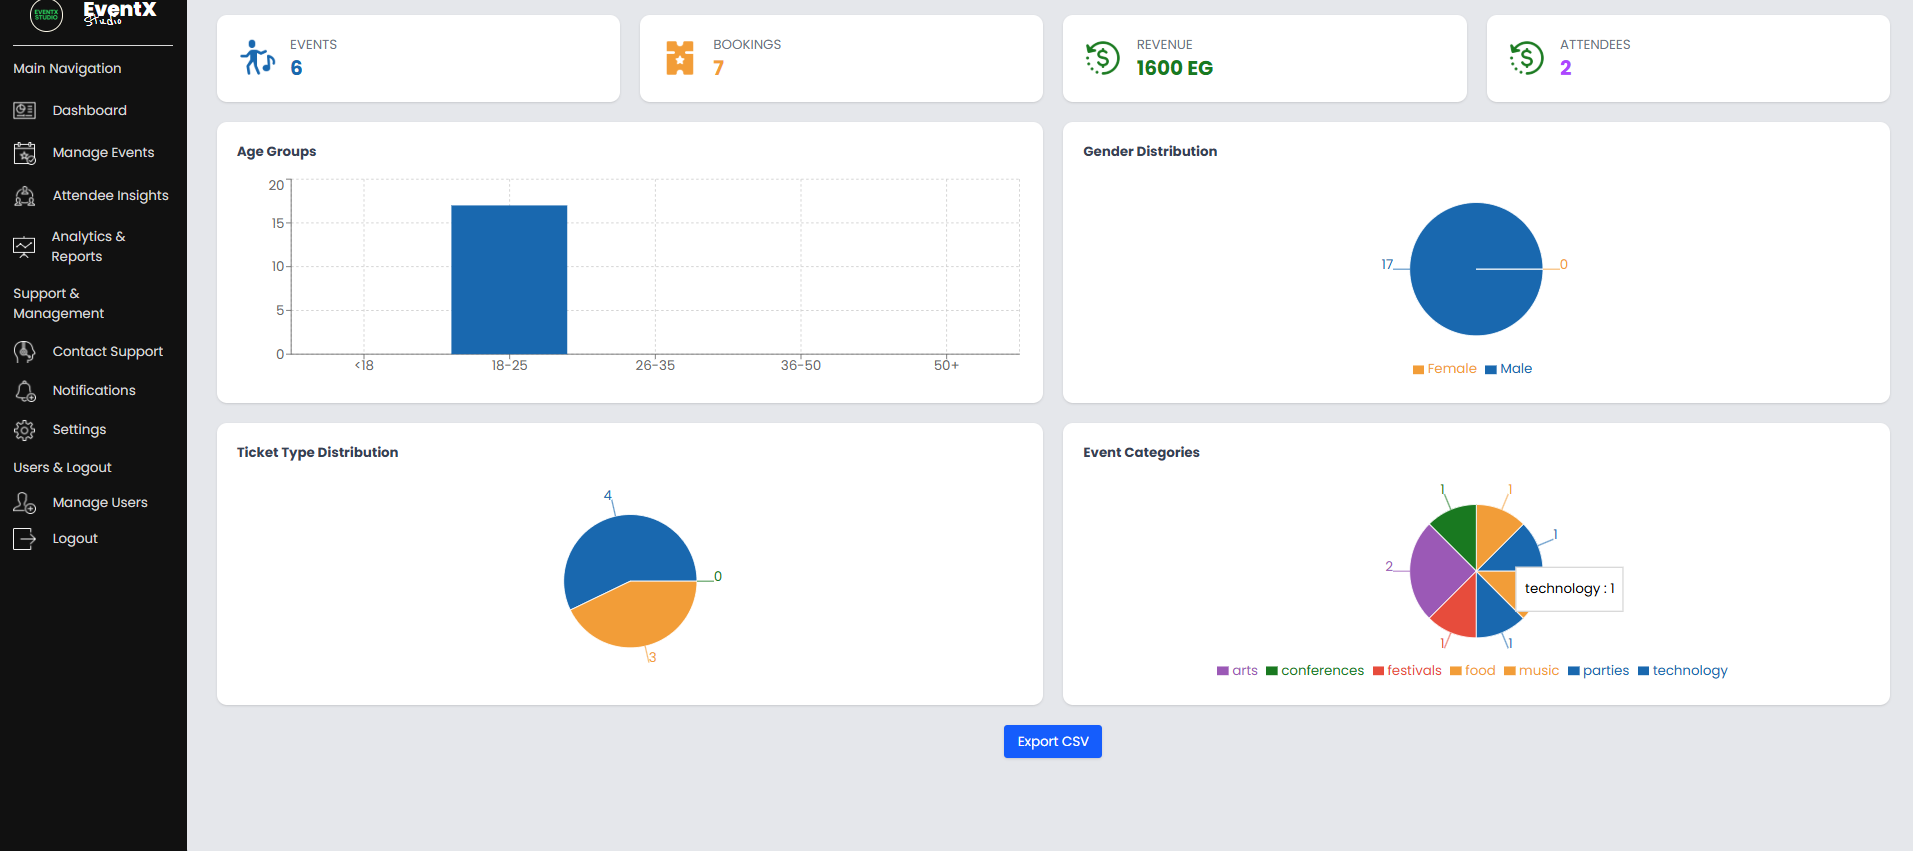 EVENTX
STUDIO
EventX
Studio
Main Navigation
Dashboard
Manage Events
Attendee Insights
Analytics &
Reports
Support &
Management
Contact Support
Notifications
Settings
Users & Logout
Manage Users
Logout
EVENTS
6
BOOKINGS
7
REVENUE
1600 EG
ATTENDEES
2
Age Groups
20
15
10
5
0
<18
18-25
26-35
36-50
50+
Gender Distribution
17
0
Female
Male
Ticket Type Distribution
4
0
3
Event Categories
1
1
1
2
technology : 1
1
1
arts
conferences
festivals
food
music
parties
technology
Export CSV